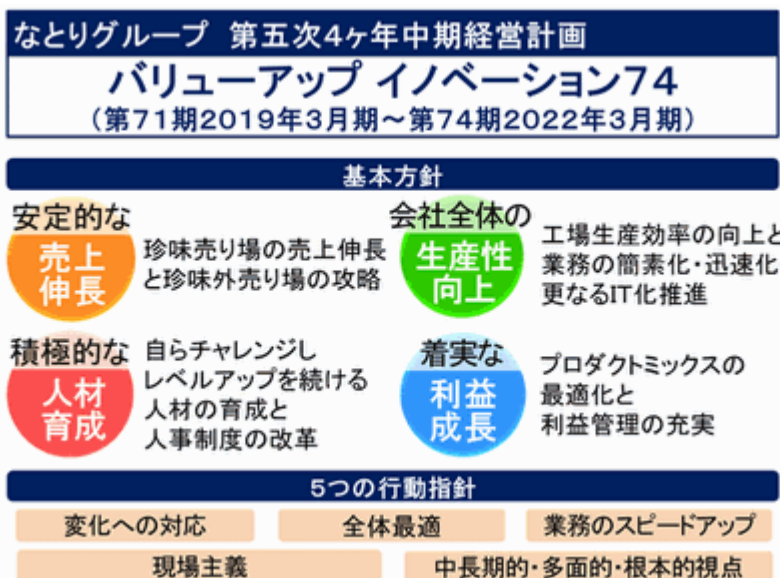 なとりグループ 第五次4ヶ年中期経営計画
バリューアップ イノベーション74
(第71期2019年3月期～第74期2022年3月期)
基本方針
安定的な
売上
伸長
珍味売り場の売上伸長
と珍味外売り場の攻略
会社全体の
生産性
向上
工場生産効率の向上と
業務の簡素化・迅速化
更なるIT化推進
積極的な
人材
育成
自らチャレンジし
レベルアップを続ける
人材の育成と
人事制度の改革
着実な
利益
成長
プロダクトミックスの
最適化と
利益管理の充実
5つの行動指針
変化への対応
全体最適
業務のスピードアップ
現場主義
中長期的・多面的・根本的視点